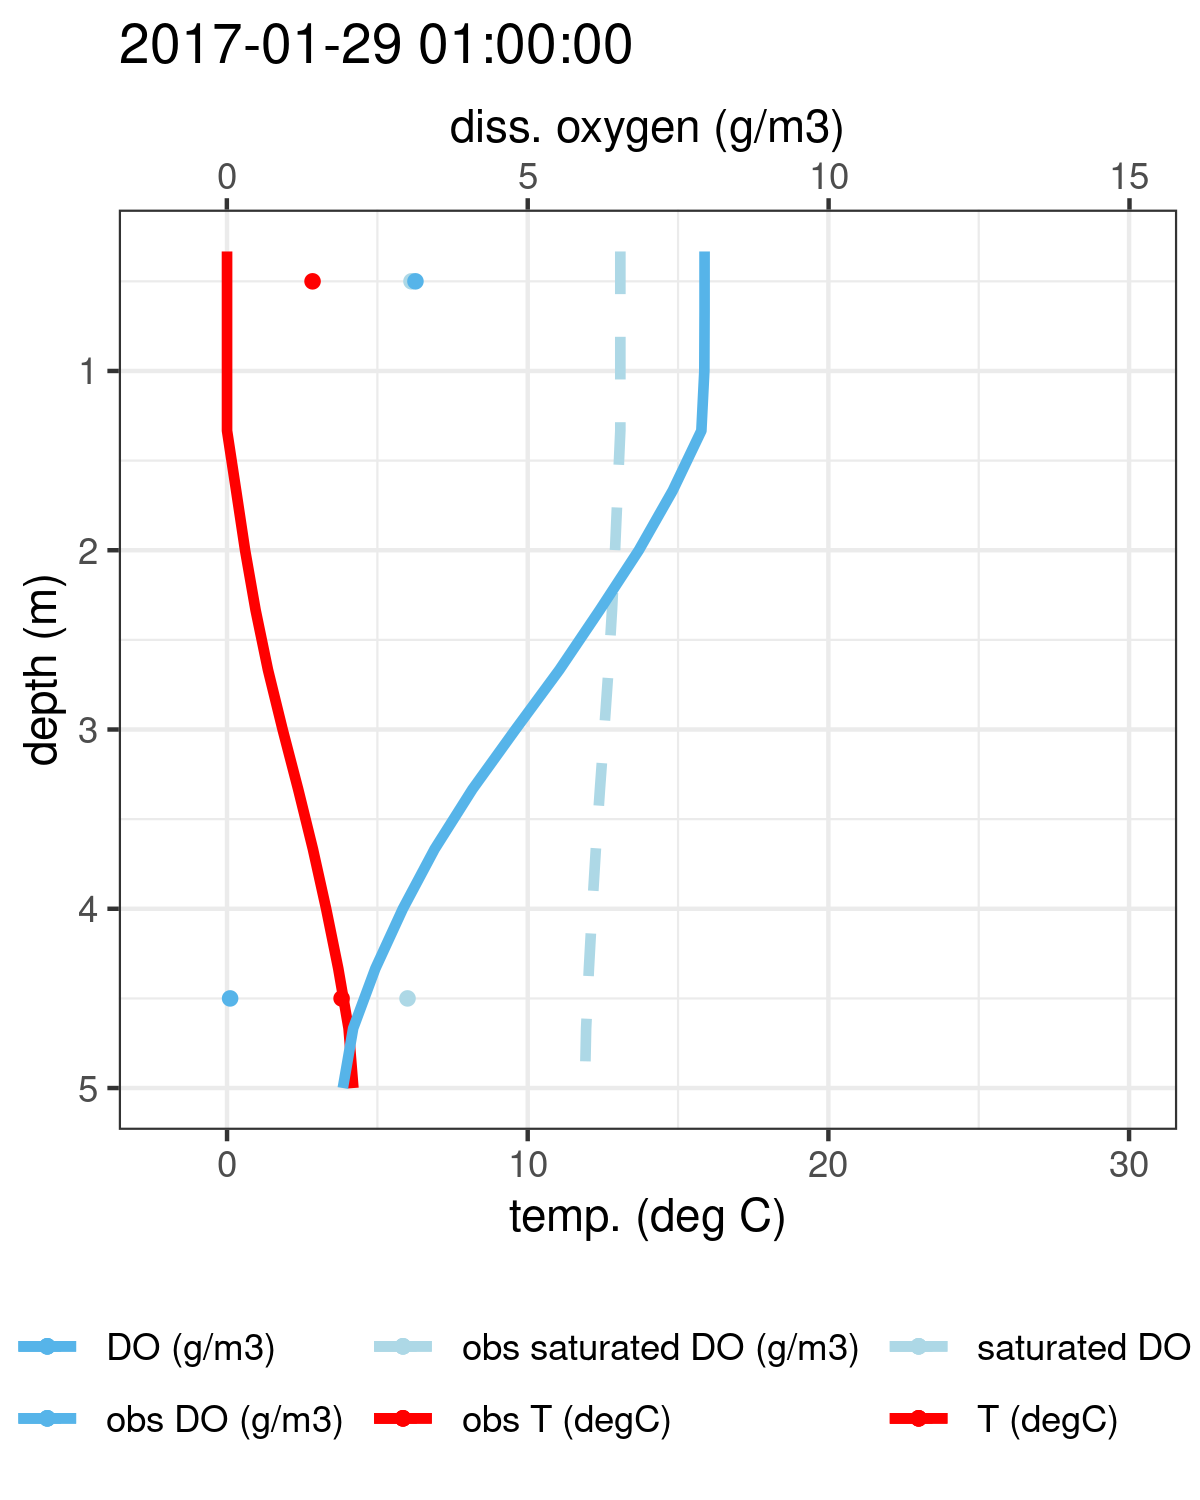 2017-01-29 01:00:00
diss. oxygen (g/m3)
0 5 10 15
depth (m)
1
2
3
4
5
0 10 20 30
temp. (deg C)
DO (g/m3) obs saturated DO (g/m3) saturated DO
obs DO (g/m3) obs T (degC) T (degC)